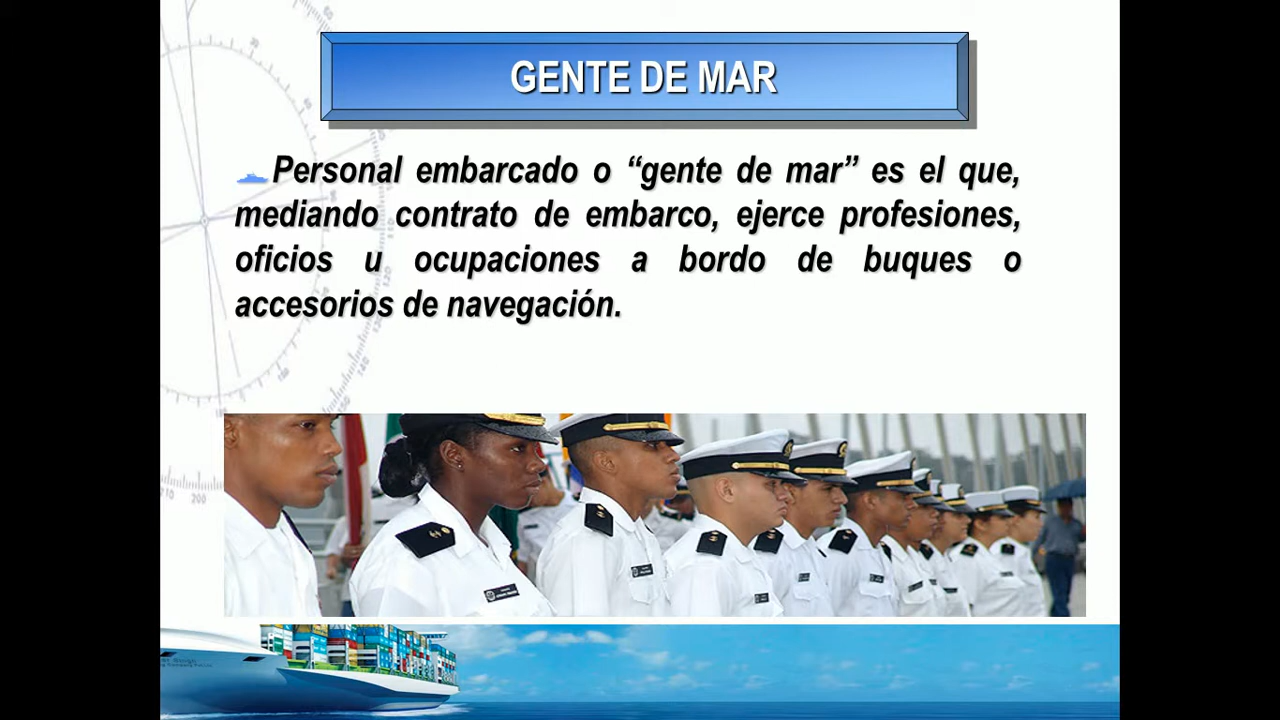 GENTE DE MAR
Personal embarcado o “gente de mar” es el que,
mediando contrato de embarco, ejerce profesiones,
oficios u ocupaciones a bordo de buques o
accesorios de navegación.